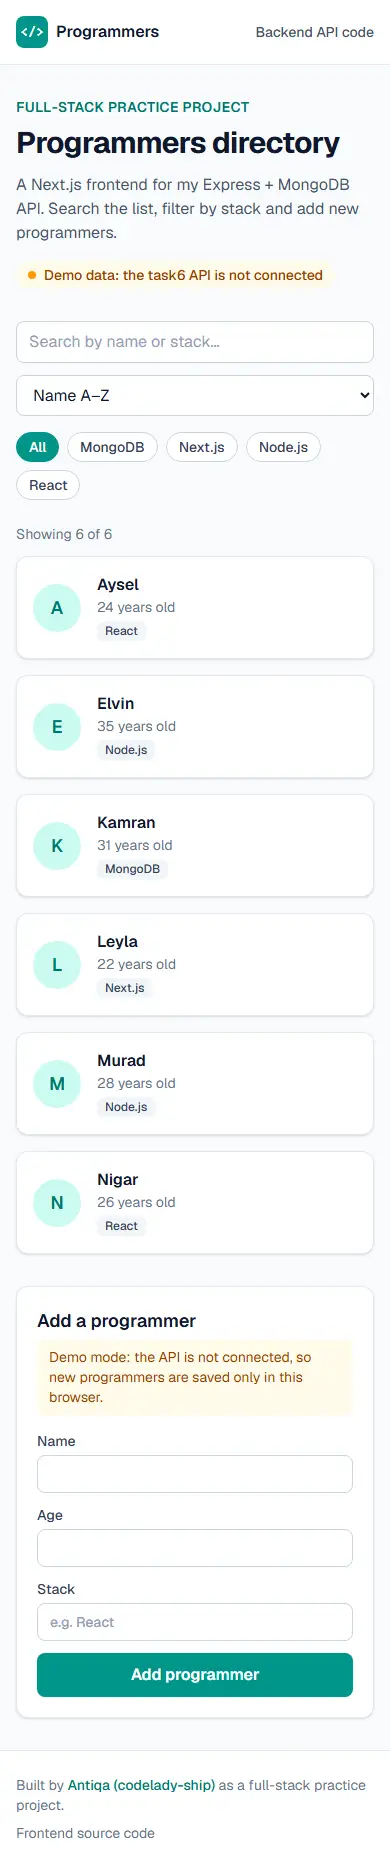 </> Programmers Backend API code
FULL-STACK PRACTICE PROJECT
Programmers directory
A Next.js frontend for my Express + MongoDB
API. Search the list, filter by stack and add new
programmers.
Demo data: the task6 API is not connected
Search by name or stack...
Name A–Z
All MongoDB Next.js Node.js
React
Showing 6 of 6
A
Aysel
24 years old
React
E
Elvin
35 years old
Node.js
K
Kamran
31 years old
MongoDB
L
Leyla
22 years old
Next.js
M
Murad
28 years old
Node.js
N
Nigar
26 years old
React
Add a programmer
Demo mode: the API is not connected, so
new programmers are saved only in this
browser.
Name
Age
Stack
e.g. React
Add programmer
Built by Antiqa (codelady-ship) as a full-stack practice
project.
Frontend source code